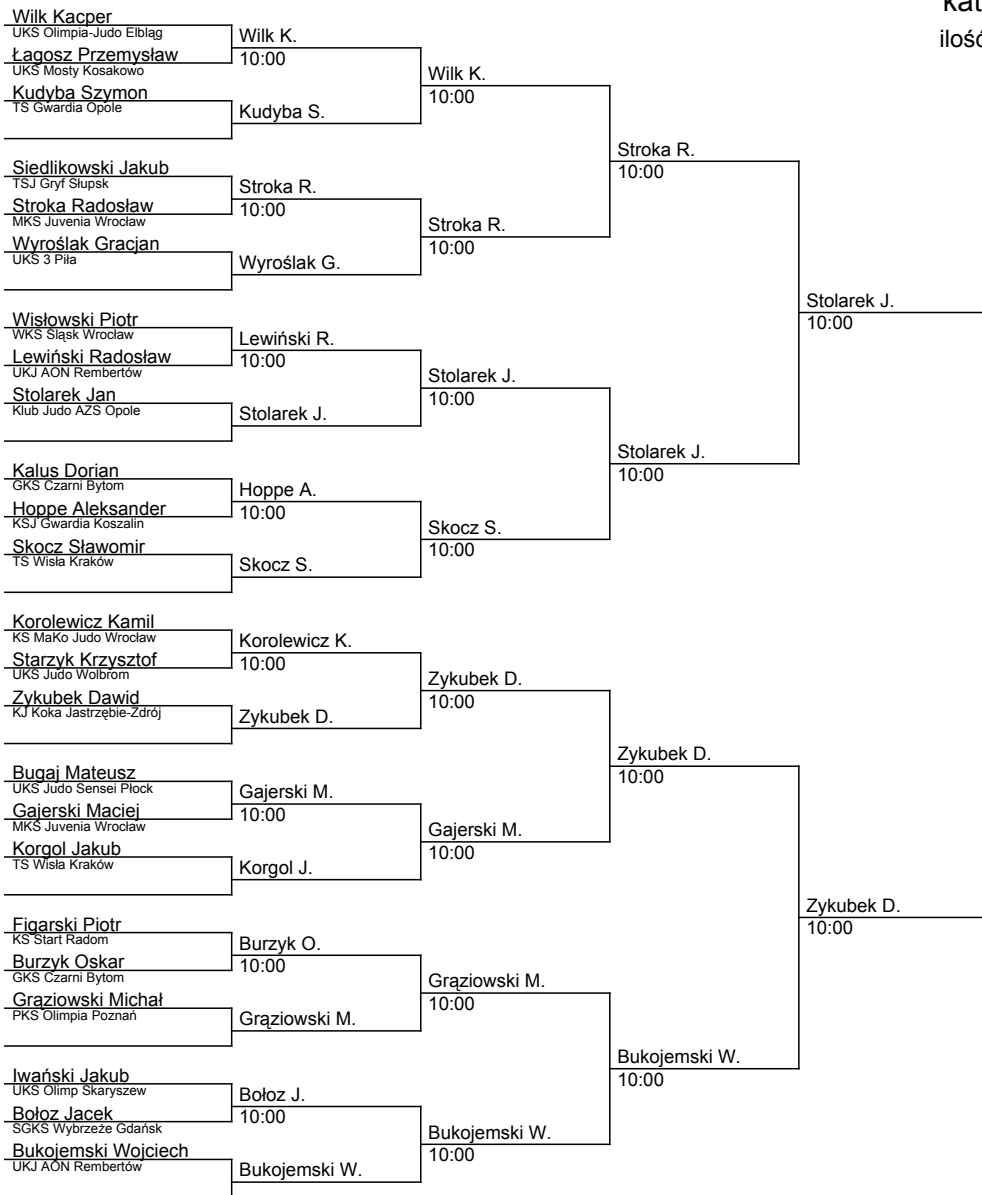 kat
ilość
Wilk Kacper
UKS Olimpia-Judo Elbląg
Łagosz Przemysław
UKS Mosty Kosakowo
Kudyba Szymon
TS Gwardia Opole
Siedlikowski Jakub
TSJ Gryf Słupsk
Stroka Radosław
MKS Juvenia Wrocław
Wyroślak Gracjan
UKS 3 Piła
Wisłowski Piotr
WKS Śląsk Wrocław
Lewiński Radosław
UKJ AON Rembertów
Stolarek Jan
Klub Judo AZS Opole
Kalus Dorian
GKS Czarni Bytom
Hoppe Aleksander
KSJ Gwardia Koszalin
Skocz Sławomir
TS Wisła Kraków
Korolewicz Kamil
KS MaKo Judo Wrocław
Starzyk Krzysztof
UKS Judo Wolbrom
Zykubek Dawid
KJ Koka Jastrzębie-Zdrój
Bugaj Mateusz
UKS Judo Sensei Płock
Gajerski Maciej
MKS Juvenia Wrocław
Korgol Jakub
TS Wisła Kraków
Figarski Piotr
KS Start Radom
Burzyk Oskar
GKS Czarni Bytom
Grąziowski Michał
PKS Olimpia Poznań
Iwański Jakub
UKS Olimp Skaryszew
Bołoz Jacek
SGKS Wybrzeże Gdańsk
Bukojemski Wojciech
UKJ AON Rembertów
Wilk K.
10:00
Kudyba S.
Stroka R.
10:00
Wyroślak G.
Lewiński R.
10:00
Stolarek J.
Hoppe A.
10:00
Skocz S.
Korolewicz K.
10:00
Zykubek D.
Gajerski M.
10:00
Korgol J.
Burzyk O.
10:00
Grąziowski M.
Bołoz J.
10:00
Bukojemski W.
Wilk K.
10:00
Stroka R.
10:00
Stolarek J.
10:00
Skocz S.
10:00
Zykubek D.
10:00
Gajerski M.
10:00
Grąziowski M.
10:00
Bukojemski W.
10:00
Stroka R.
10:00
Stolarek J.
10:00
Zykubek D.
10:00
Bukojemski W.
10:00
Stolarek J.
10:00
Zykubek D.
10:00